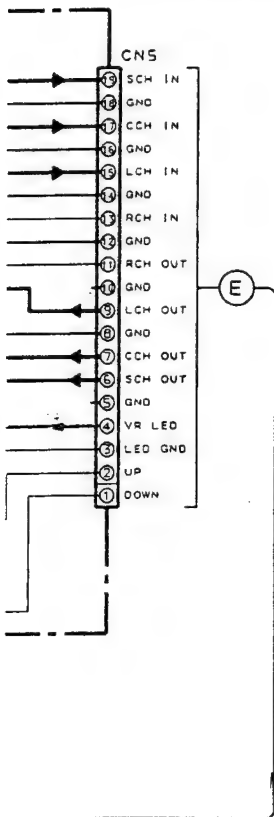 CN5
19 SCH IN
18 GND
17 CCH IN
16 GND
15 LCH IN
14 GND
13 RCH IN
12 GND
11 RCH OUT
10 GND
9 LCH OUT
8 GND
7 CCH OUT
6 SCH OUT
5 GND
4 VR LED
3 LED GND
2 UP
1 DOWN
E